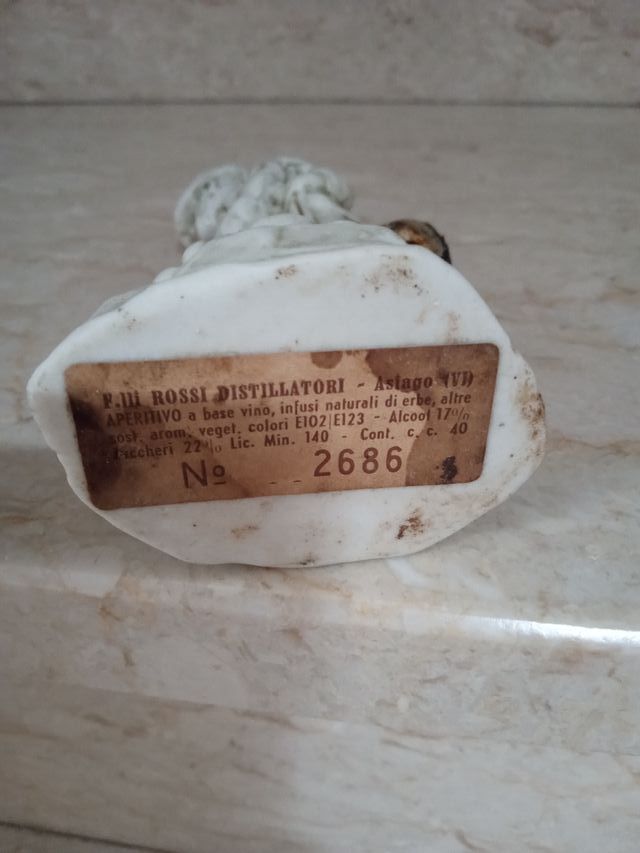 F.lli ROSSI DISTILLATORI - Asiago (VI)
APERITIVO a base vino, infusi naturali di erbe, altre
sost. arom. veget. colori E102|E123 - Alcool 17%
Zuccheri 22% Lic. Min. 140 - Cont. c. c. 40
No -- 2686